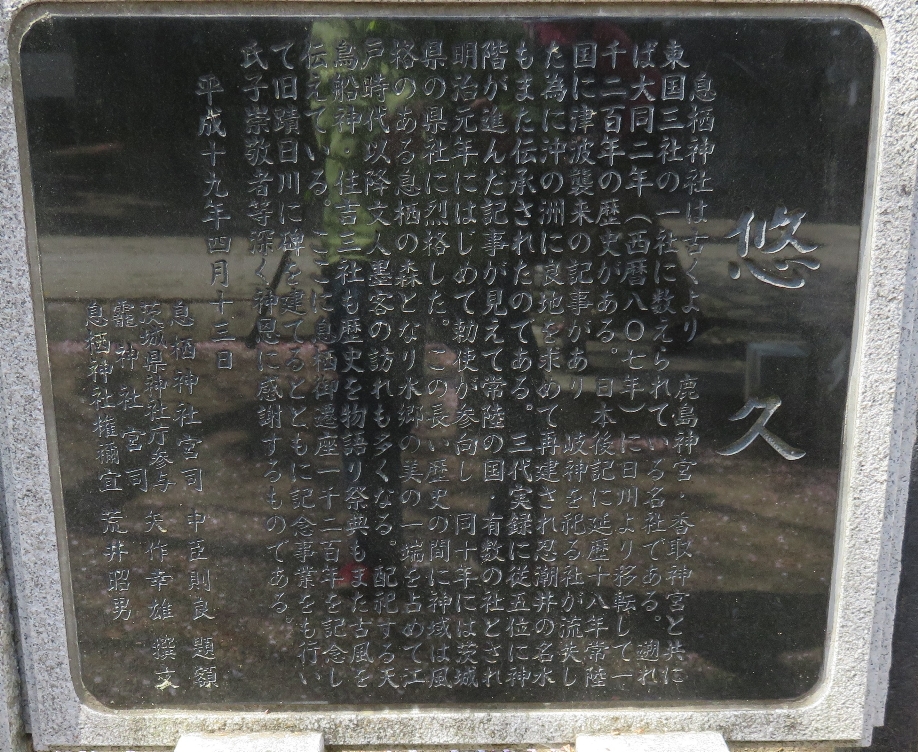 悠久
息栖神社は古くより 鹿島神宮・香取神宮と共に
東国三社の一社に数えられている名社である。遡れ
ば大同二年(西暦八〇七年)に日川より移転して一
千二百年の歴史がある。日本後記に延歴十八年常陸
国に津波襲来の記事があり 岐神を祀る社が流失し
た為に沖の洲に良地を求めて再建され忍潮井の名水
もまた伝承されたのである。三代実録に従五位に神
階が進んだ記事が見えて常陸の国 有数の社とされ
明治元年にはじめて勅使が参向し 同十年には茨城
県の県社に烈格した。この長い歴史の間に神域は風
格のある息栖の森となり水郷の美の一端を占めて江
戸時代以降文人墨客の訪れも多くなる。配祀する天
鳥船神・住吉三社も歴史を物語り祭典もまた古風を
伝えている。ここに息栖御遷座一千二百年を記念し
て旧蹟日川に碑を建てるとともに記念事業をも行い
氏子崇敬者等深く神恩に感謝するものである。
平成十九年四月十三日
息栖神社宮司 中臣則良 題額
茨城県神社庁参与 矢作幸雄 撰文
龗神社宮司
息栖神社権禰宜 荒井昭男